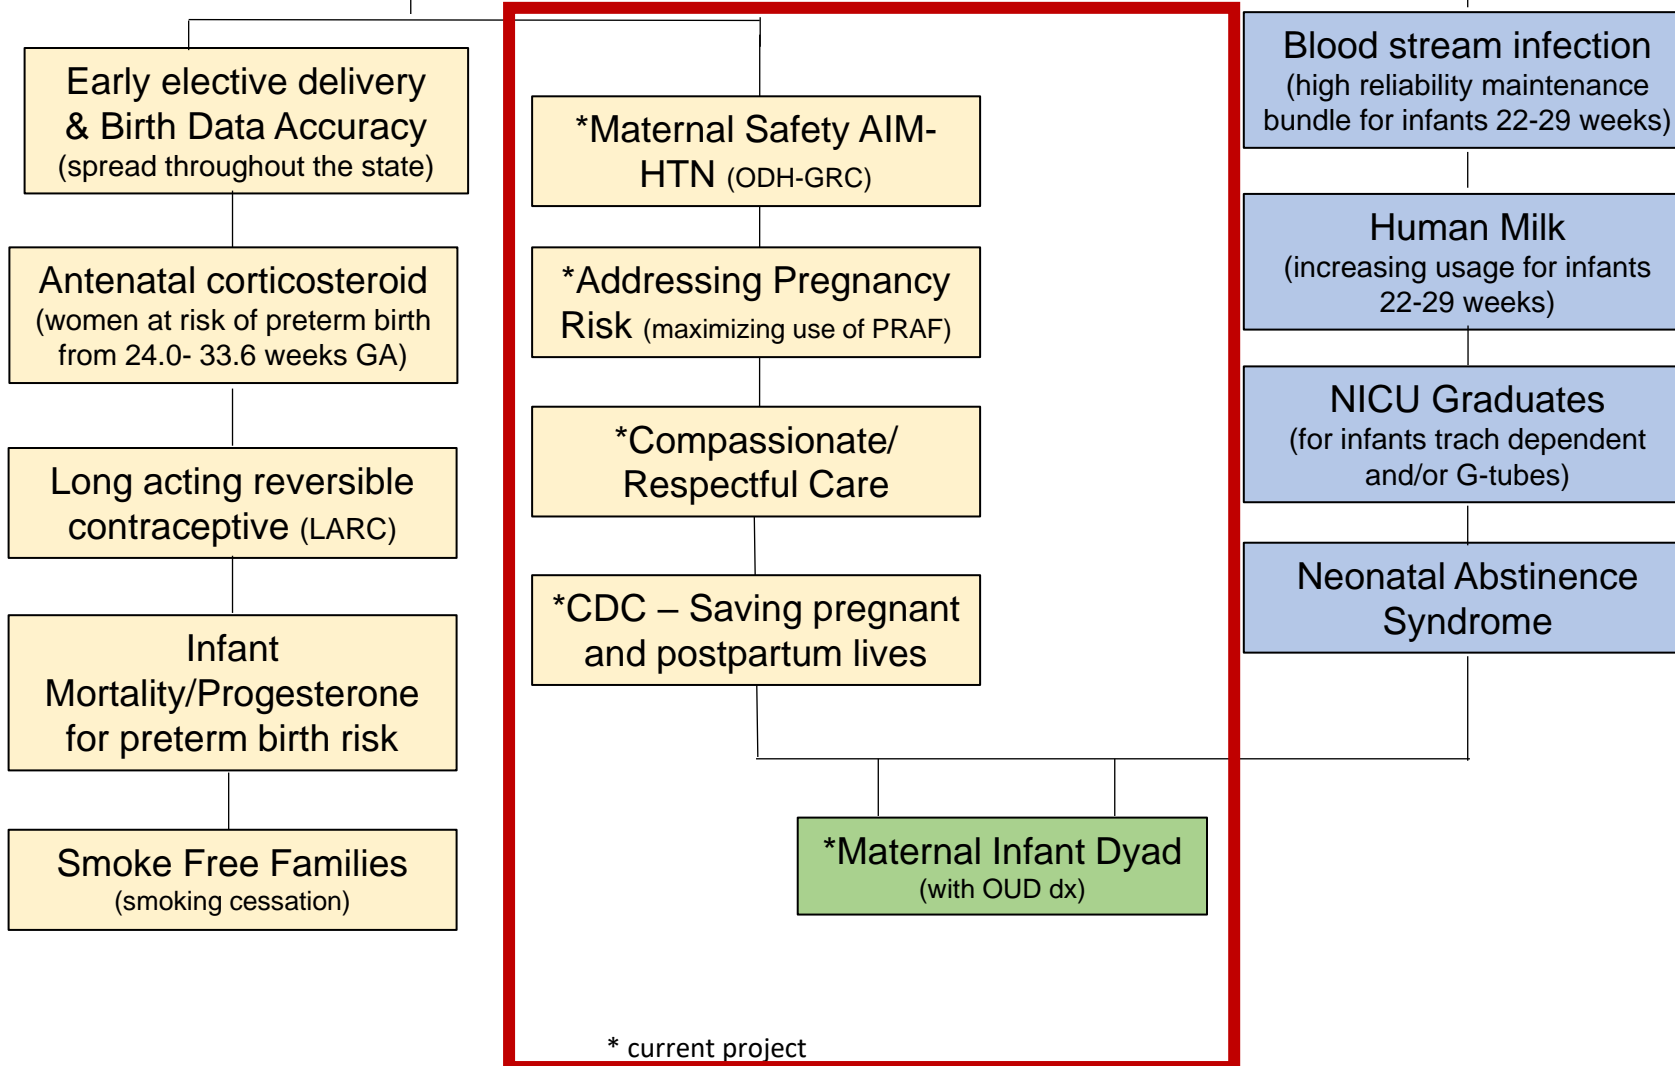 Early elective delivery
& Birth Data Accuracy
(spread throughout the state)
Antenatal corticosteroid
(women at risk of preterm birth
from 24.0- 33.6 weeks GA)
Long acting reversible
contraceptive (LARC)
Infant
Mortality/Progesterone
for preterm birth risk
Smoke Free Families
(smoking cessation)
*Maternal Safety AIM-
HTN (ODH-GRC)
*Addressing Pregnancy
Risk (maximizing use of PRAF)
*Compassionate/
Respectful Care
*CDC – Saving pregnant
and postpartum lives
*Maternal Infant Dyad
(with OUD dx)
* current project
Blood stream infection
(high reliability maintenance
bundle for infants 22-29 weeks)
Human Milk
(increasing usage for infants
22-29 weeks)
NICU Graduates
(for infants trach dependent
and/or G-tubes)
Neonatal Abstinence
Syndrome